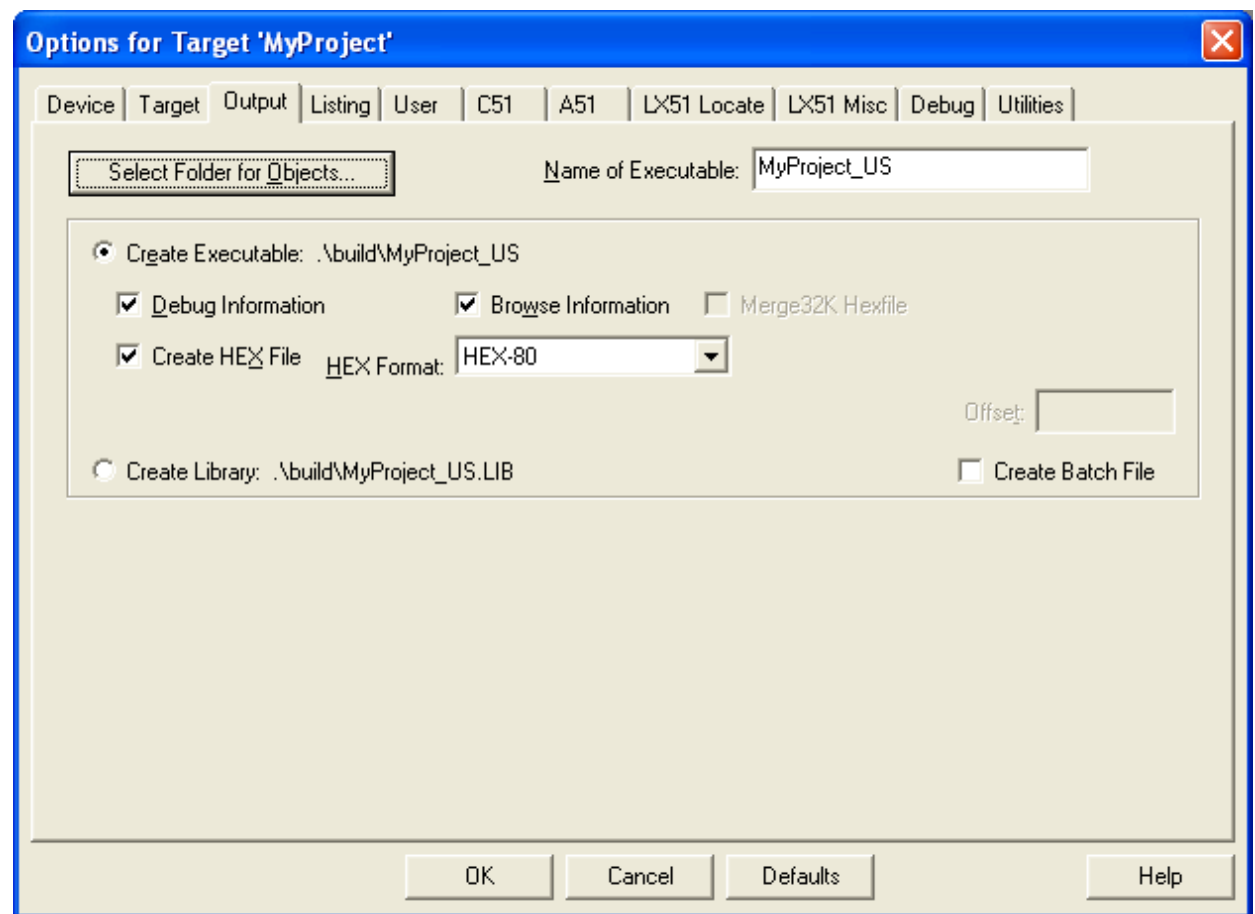 Options for Target 'MyProject'
Device Target Output Listing User C51 A51 LX51 Locate LX51 Misc Debug Utilities
Select Folder for Objects... Name of Executable: MyProject_US
Create Executable: .\build\MyProject_US
Debug Information Browse Information Merge32K Hexfile
Create HEX File HEX Format: HEX-80
Offset:
Create Library: .\build\MyProject_US.LIB Create Batch File
OK Cancel Defaults Help